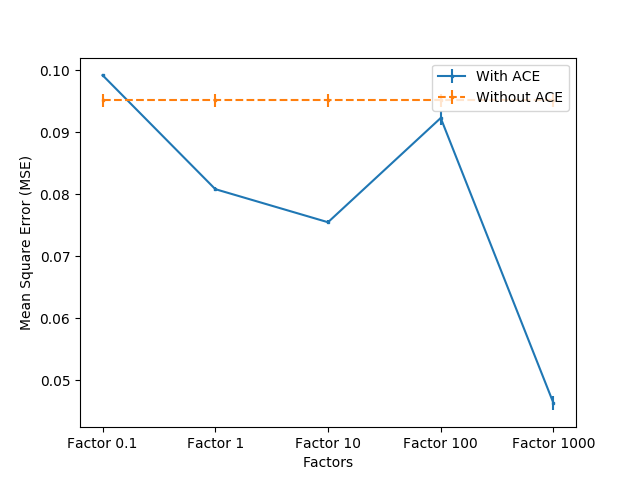 With ACE
Without ACE
0.10
0.09
0.08
0.07
0.06
0.05
Mean Square Error (MSE)
Factor 0.1 Factor 1 Factor 10 Factor 100 Factor 1000
Factors